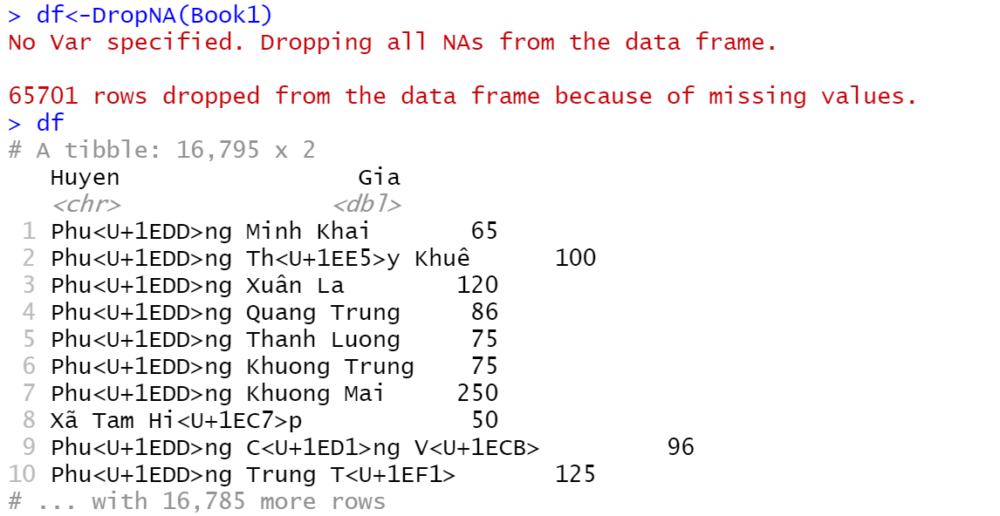 > df<-DropNA(Book1)
No Var specified. Dropping all NAs from the data frame.
65701 rows dropped from the data frame because of missing values.
> df
# A tibble: 16,795 x 2
Huyen Gia
<chr> <dbl>
1 Phu<U+1EDD>ng Minh Khai 65
2 Phu<U+1EDD>ng Th<U+1EE5>y Khuê 100
3 Phu<U+1EDD>ng Xuân La 120
4 Phu<U+1EDD>ng Quang Trung 86
5 Phu<U+1EDD>ng Thanh Luong 75
6 Phu<U+1EDD>ng Khuong Trung 75
7 Phu<U+1EDD>ng Khuong Mai 250
8 Xã Tam Hi<U+1EC7>p 50
9 Phu<U+1EDD>ng C<U+1ED1>ng V<U+1ECB> 96
10 Phu<U+1EDD>ng Trung T<U+1EF1> 125
# ... with 16,785 more rows